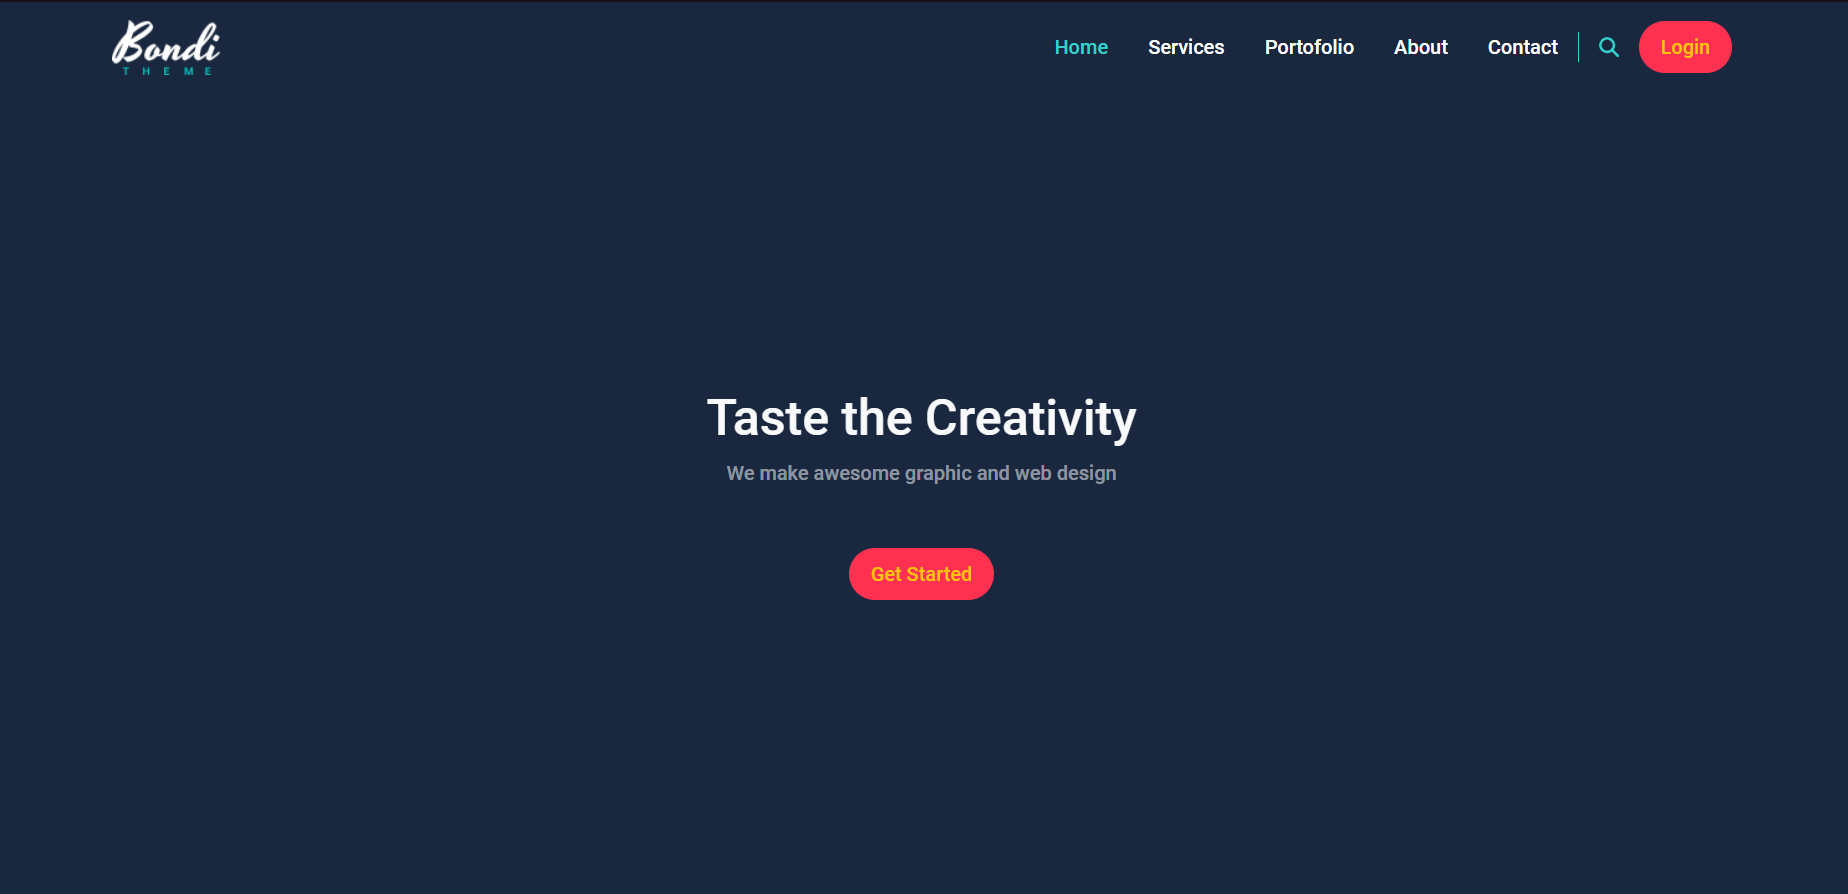 Bondi
THEME
Home Services Portofolio About Contact Login
Taste the Creativity
We make awesome graphic and web design
Get Started